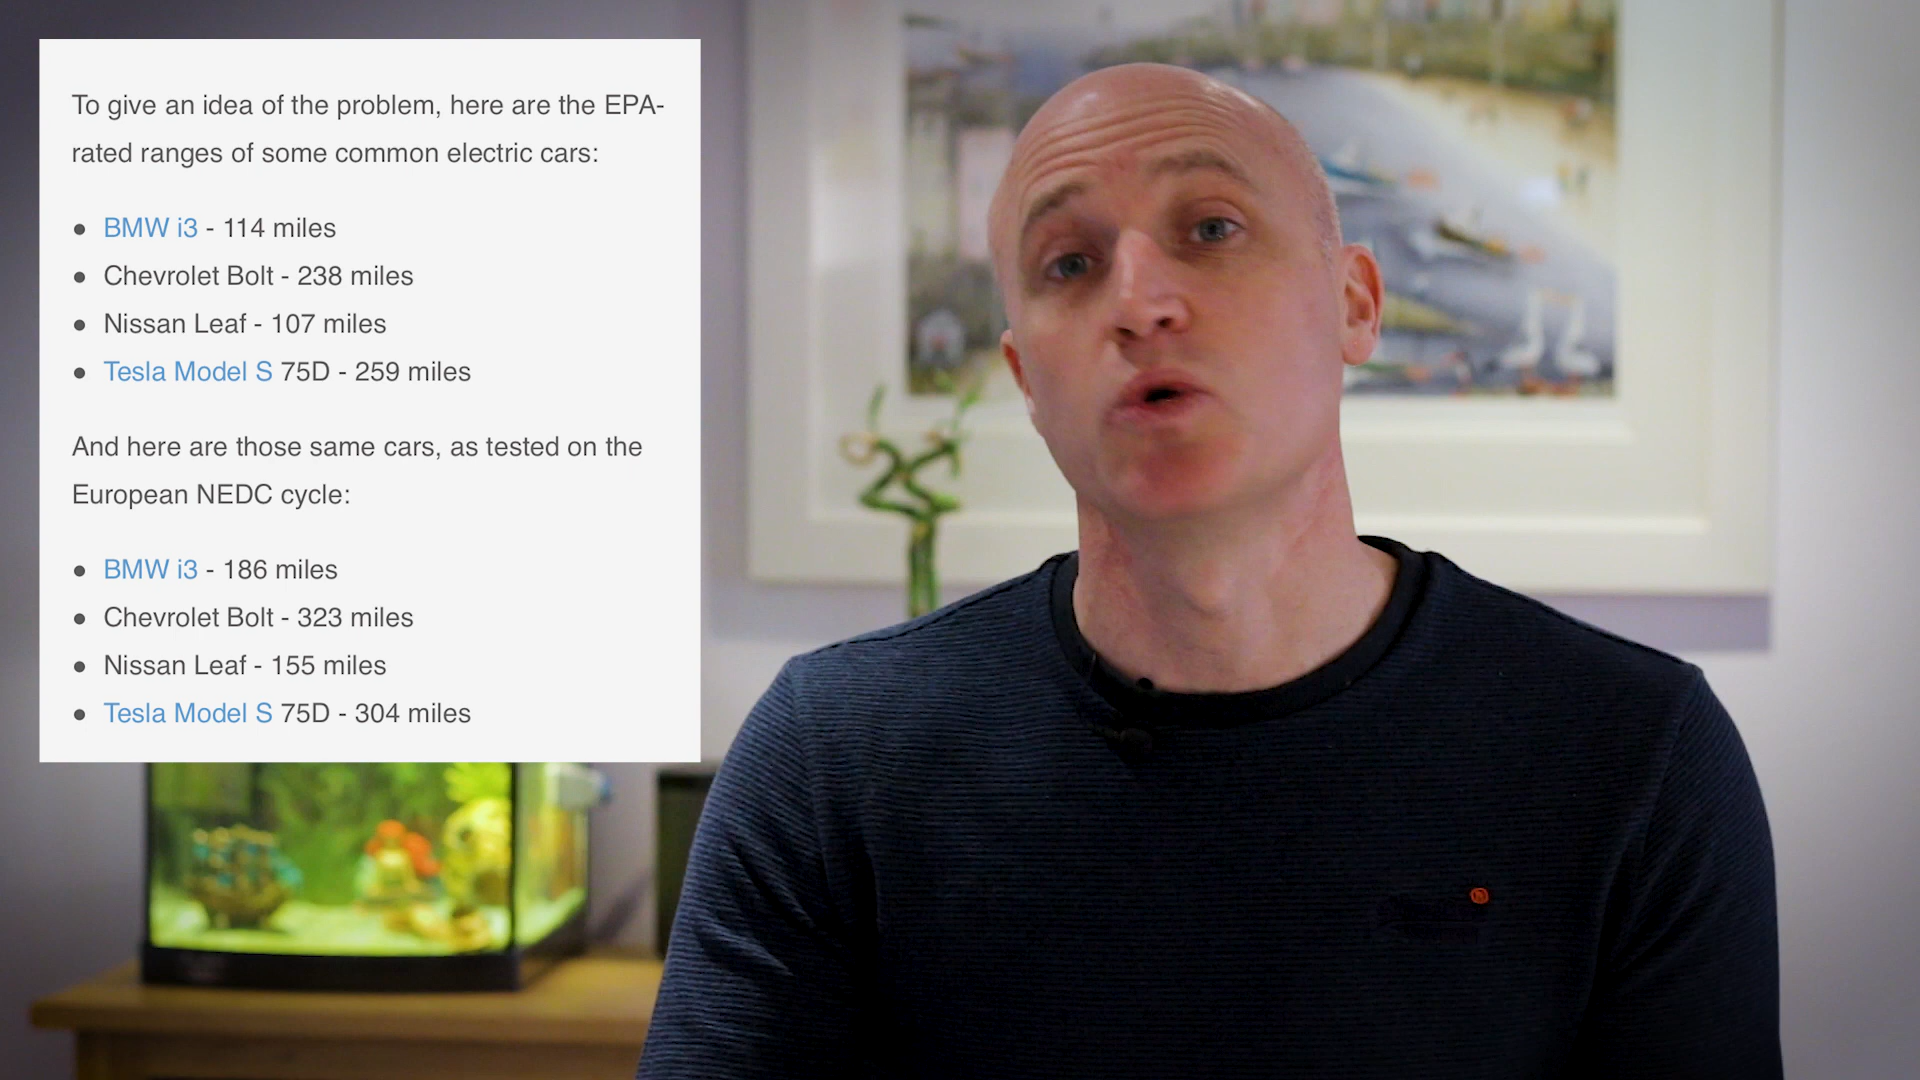 To give an idea of the problem, here are the EPA-
rated ranges of some common electric cars:
• BMW i3 - 114 miles
• Chevrolet Bolt - 238 miles
• Nissan Leaf - 107 miles
• Tesla Model S 75D - 259 miles
And here are those same cars, as tested on the
European NEDC cycle:
• BMW i3 - 186 miles
• Chevrolet Bolt - 323 miles
• Nissan Leaf - 155 miles
• Tesla Model S 75D - 304 miles